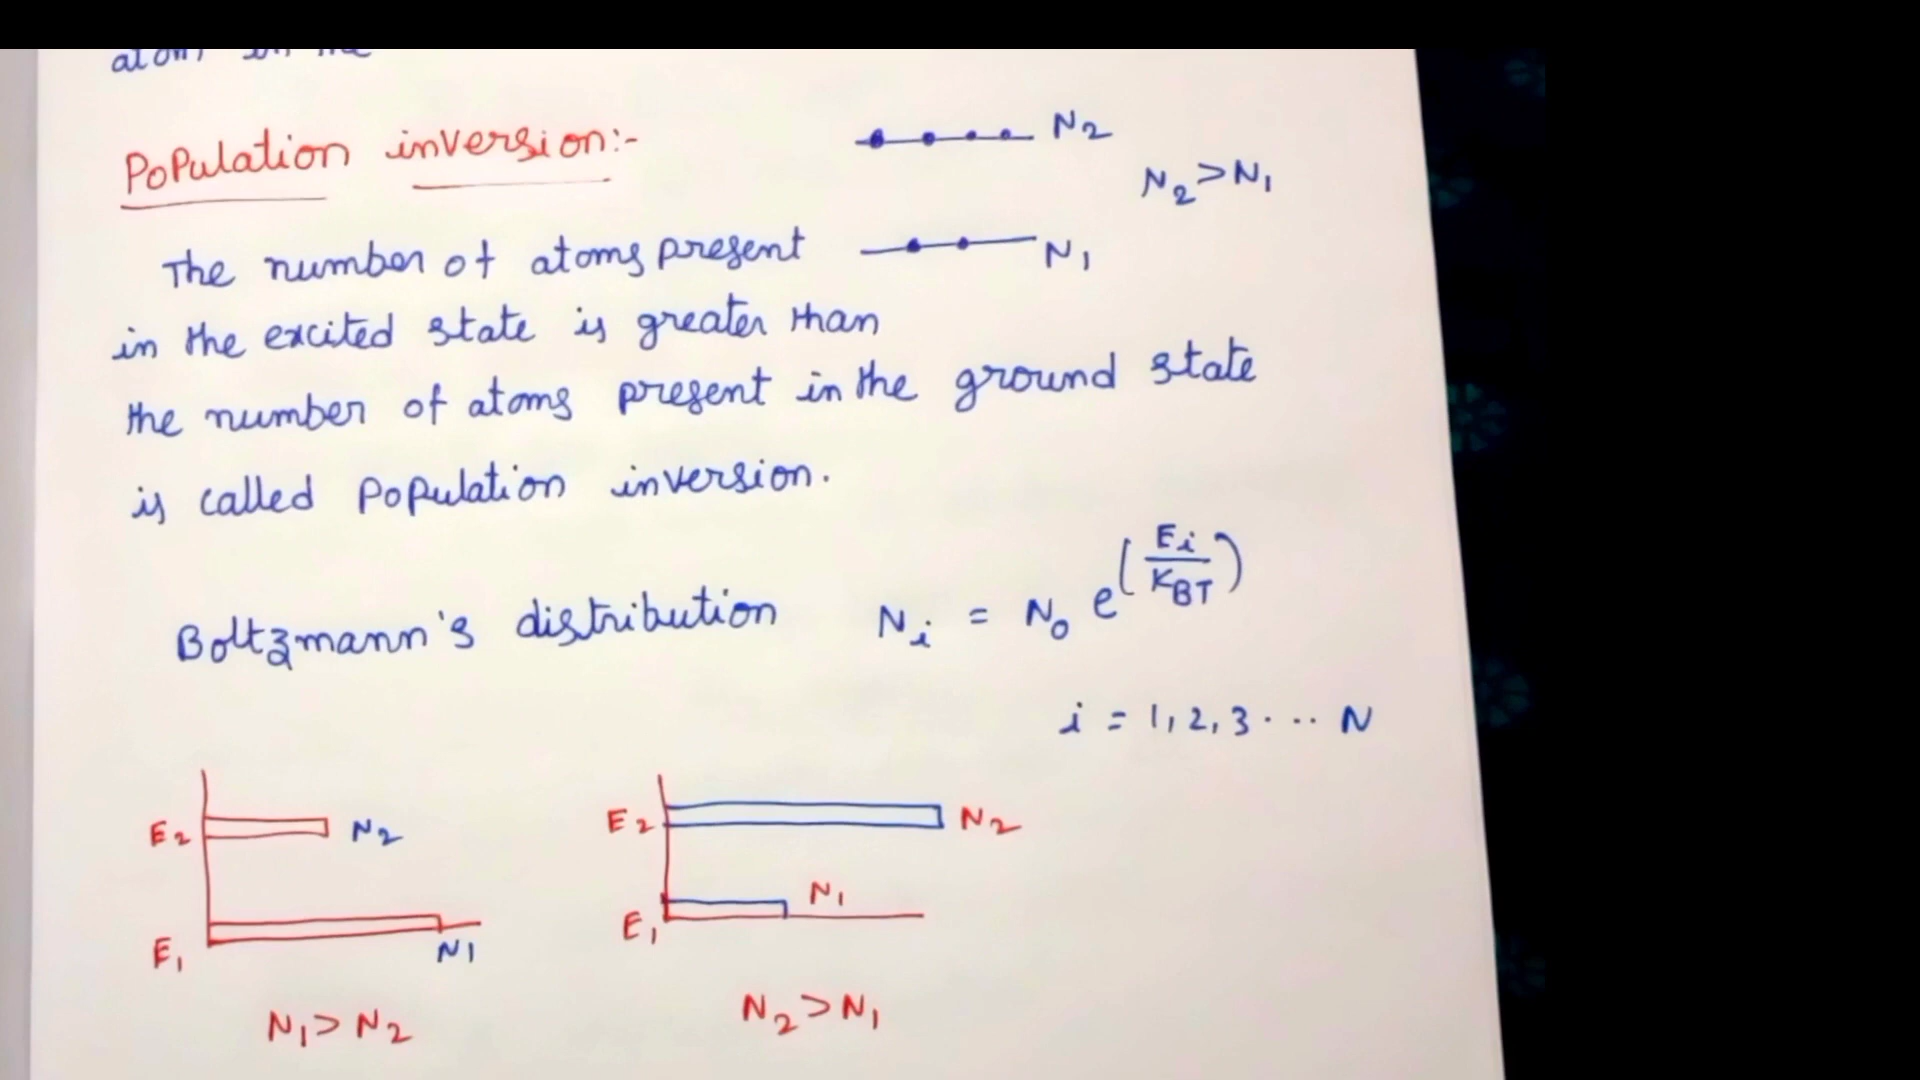 Population inversion:-
N2
N2 > N1
The number of atoms present
N1
in the excited state is greater than
the number of atoms present in the ground state
is called population inversion.
Boltzmann's distribution Ni = N0 e^(Ei/KBT)
i = 1, 2, 3 . ... N
E2 N2
E1 N1
N1 > N2
E2 N2
E1 N1
N2 > N1